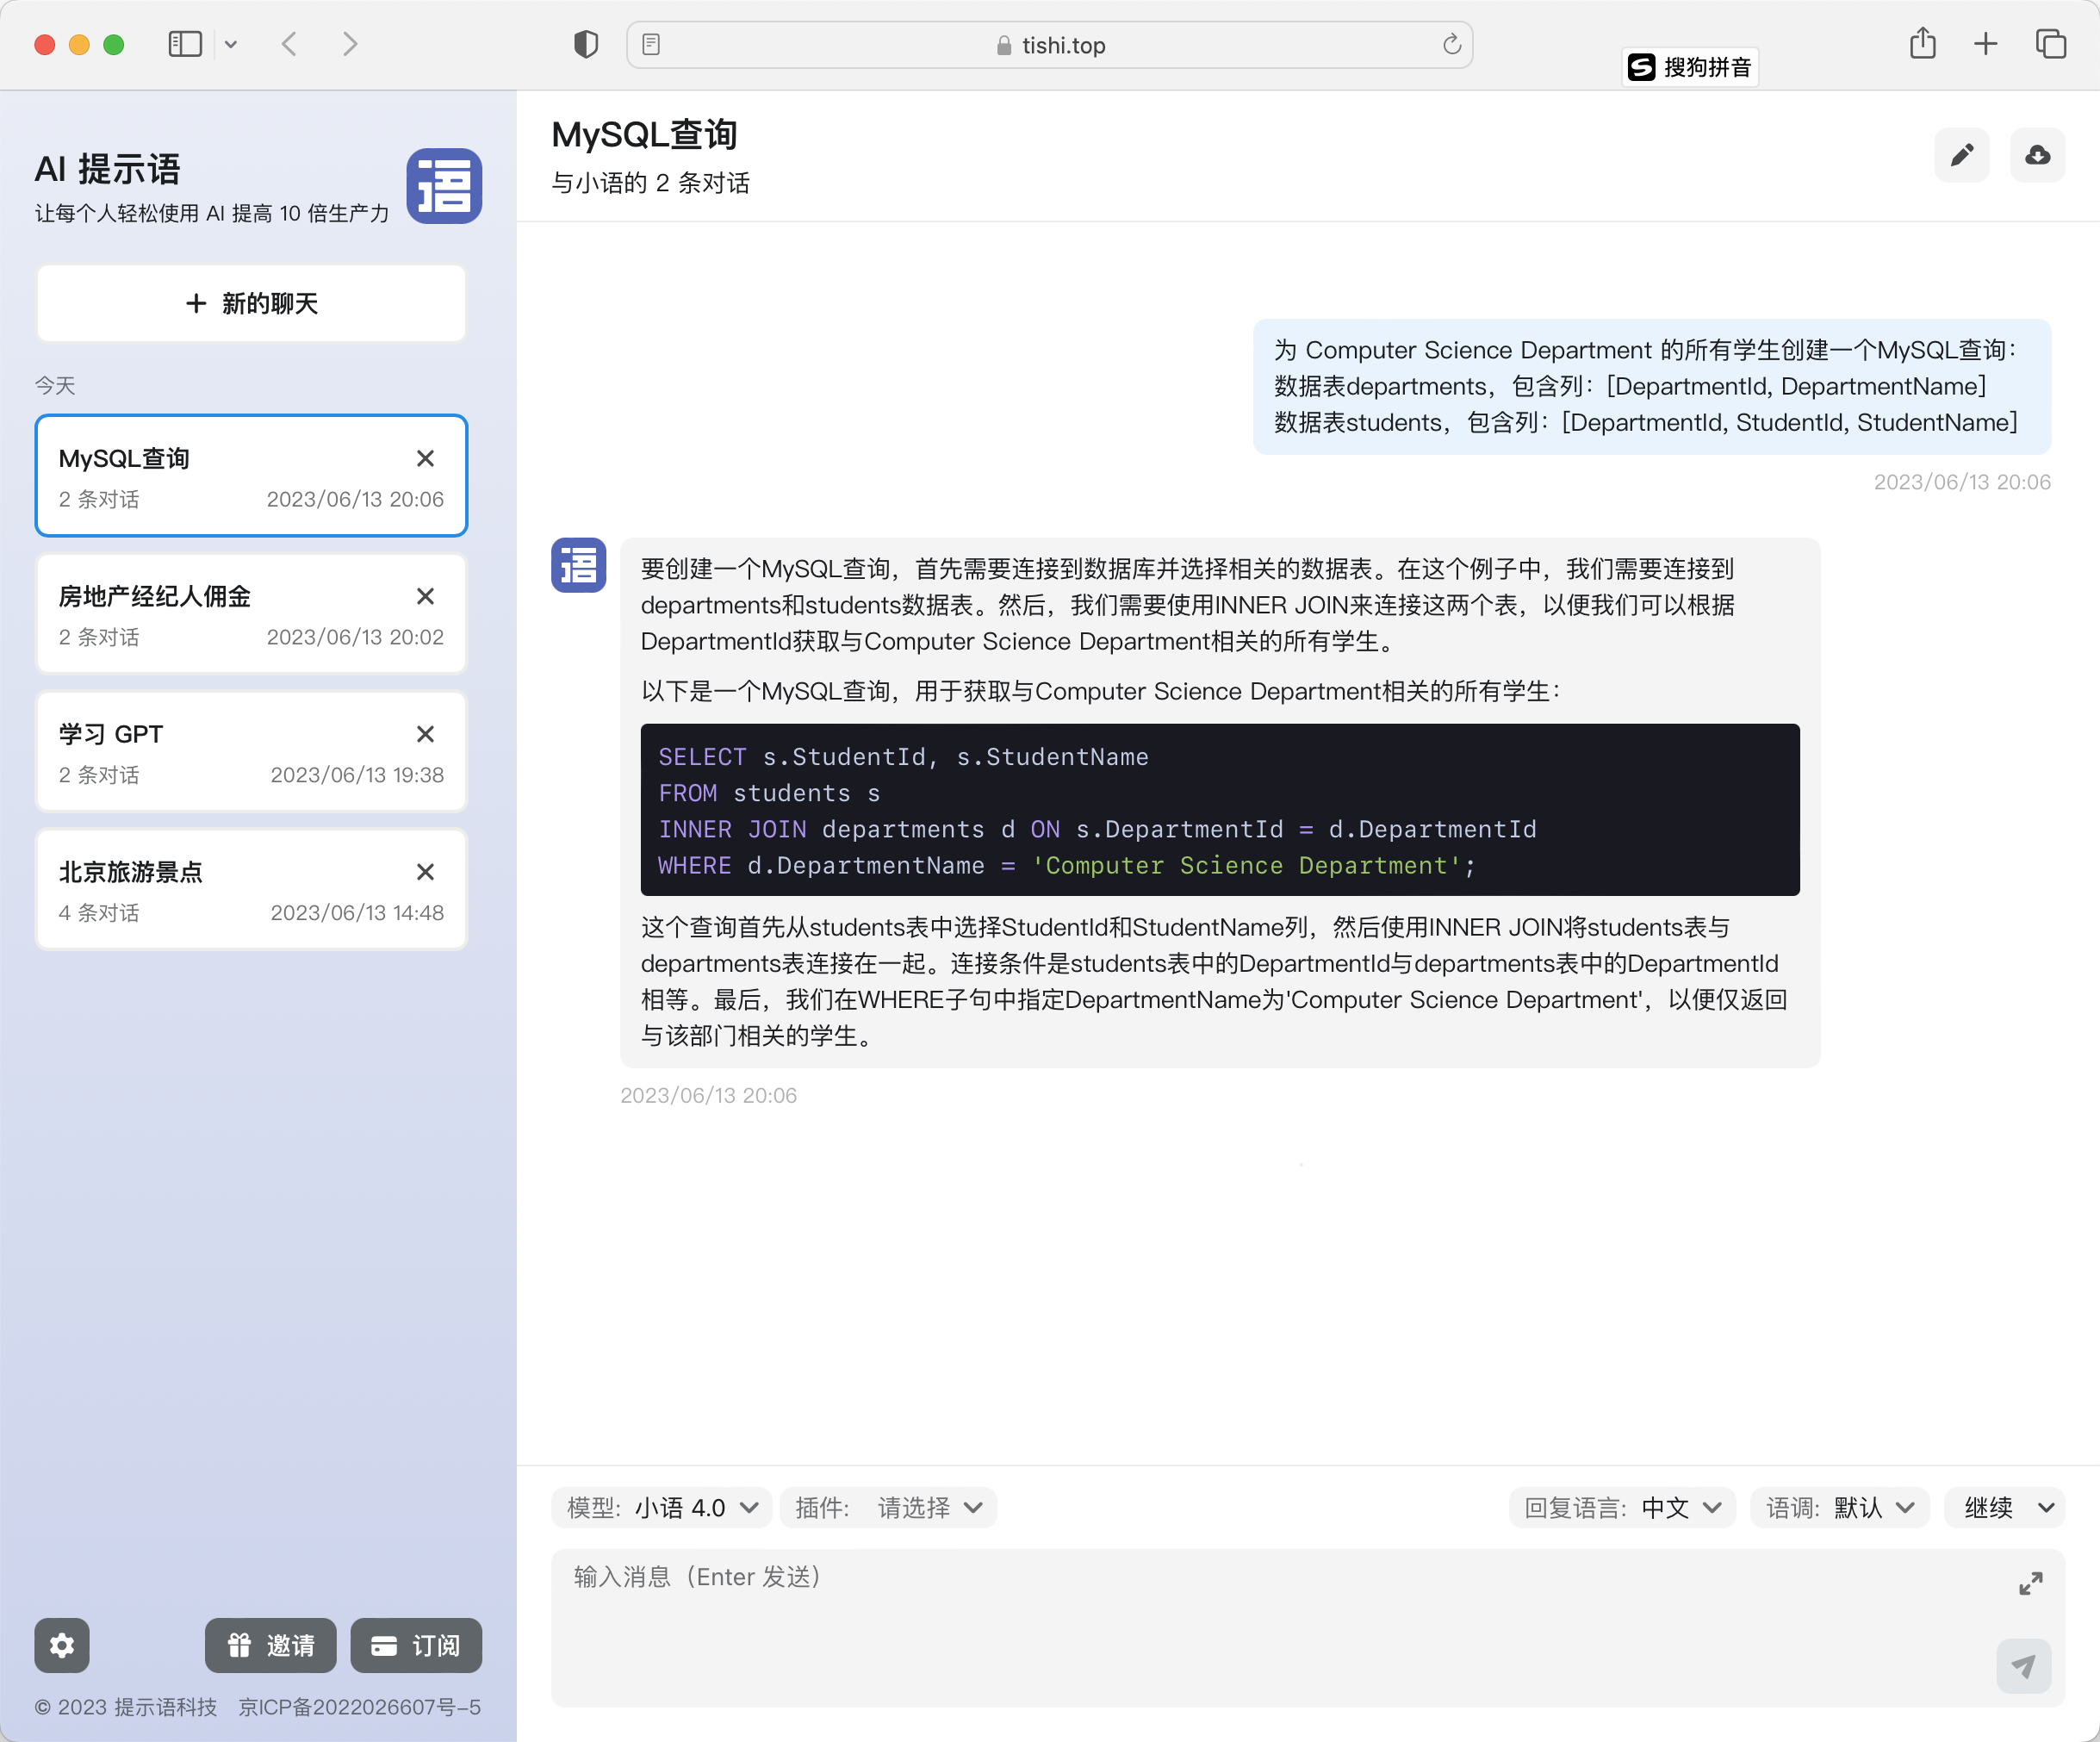 tishi.top
搜狗拼音
AI 提示语
让每个人轻松使用 AI 提高 10 倍生产力
语
新的聊天
今天
MySQL查询
2 条对话 2023/06/13 20:06
房地产经纪人佣金
2 条对话 2023/06/13 20:02
学习 GPT
2 条对话 2023/06/13 19:38
北京旅游景点
4 条对话 2023/06/13 14:48
邀请 订阅
© 2023 提示语科技 京ICP备2022026607号-5
MySQL查询
与小语的 2 条对话
为 Computer Science Department 的所有学生创建一个MySQL查询：
数据表departments，包含列：[DepartmentId, DepartmentName]
数据表students，包含列：[DepartmentId, StudentId, StudentName]
2023/06/13 20:06
语
要创建一个MySQL查询，首先需要连接到数据库并选择相关的数据表。在这个例子中，我们需要连接到
departments和students数据表。然后，我们需要使用INNER JOIN来连接这两个表，以便我们可以根据
DepartmentId获取与Computer Science Department相关的所有学生。
以下是一个MySQL查询，用于获取与Computer Science Department相关的所有学生：
SELECT s.StudentId, s.StudentName
FROM students s
INNER JOIN departments d ON s.DepartmentId = d.DepartmentId
WHERE d.DepartmentName = 'Computer Science Department';
这个查询首先从students表中选择StudentId和StudentName列，然后使用INNER JOIN将students表与
departments表连接在一起。连接条件是students表中的DepartmentId与departments表中的DepartmentId
相等。最后，我们在WHERE子句中指定DepartmentName为'Computer Science Department'，以便仅返回
与该部门相关的学生。
2023/06/13 20:06
模型: 小语 4.0 插件: 请选择 回复语言: 中文 语调: 默认 继续
输入消息（Enter 发送）